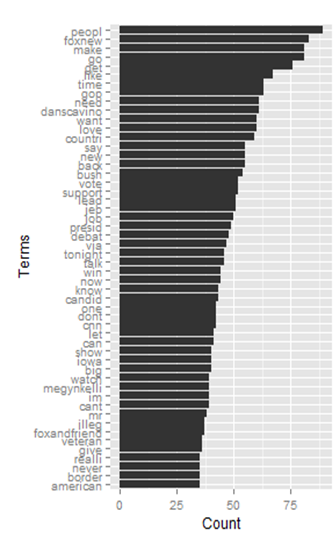 peopl
foxnew
make
go
get
like
time
gop
need
danscavino
want
love
countri
say
new
back
bush
vote
support
lead
jeb
job
presid
debat
via
tonight
talk
win
now
know
candid
one
dont
cnn
let
can
show
iowa
big
watch
megynkelli
im
cant
mr
illeg
foxandfriend
veteran
give
realli
never
border
american
Terms
0 25 50 75
Count